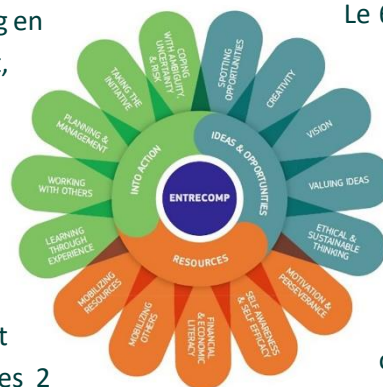 g en
Le
COPING
WITH AMBIGUITY,
UNCERTAINTY
& RISK
SPOTTING
OPPORTUNITIES
CREATIVITY
VISION
VALUING IDEAS
ETHICAL &
SUSTAINABLE
THINKING
MOTIVATION &
PERSEVERANCE
SELF-AWARENESS
& SELF-EFFICACY
FINANCIAL
& ECONOMIC
LITERACY
MOBILIZING
OTHERS
MOBILIZING
RESOURCES
LEARNING
THROUGH
EXPERIENCE
WORKING
WITH OTHERS
PLANNING &
MANAGEMENT
TAKING THE
INITIATIVE
INTO ACTION
IDEAS & OPPORTUNITIES
RESOURCES
ENTRECOMP
t
es 2